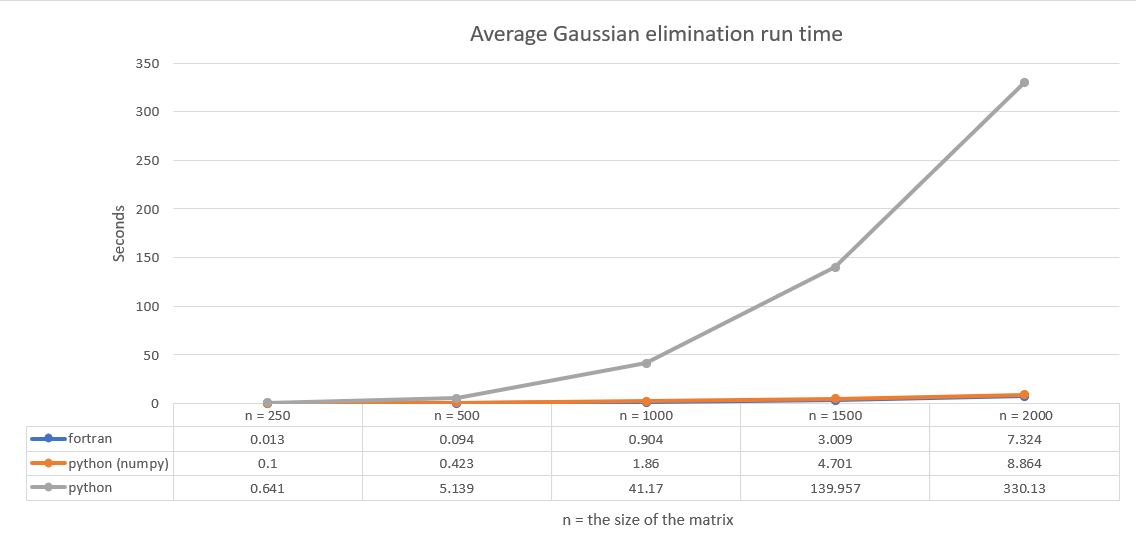 Average Gaussian elimination run time
350
300
250
200
150
100
50
0
Seconds
n = 250 n = 500 n = 1000 n = 1500 n = 2000
fortran 0.013 0.094 0.904 3.009 7.324
python (numpy) 0.1 0.423 1.86 4.701 8.864
python 0.641 5.139 41.17 139.957 330.13
n = the size of the matrix